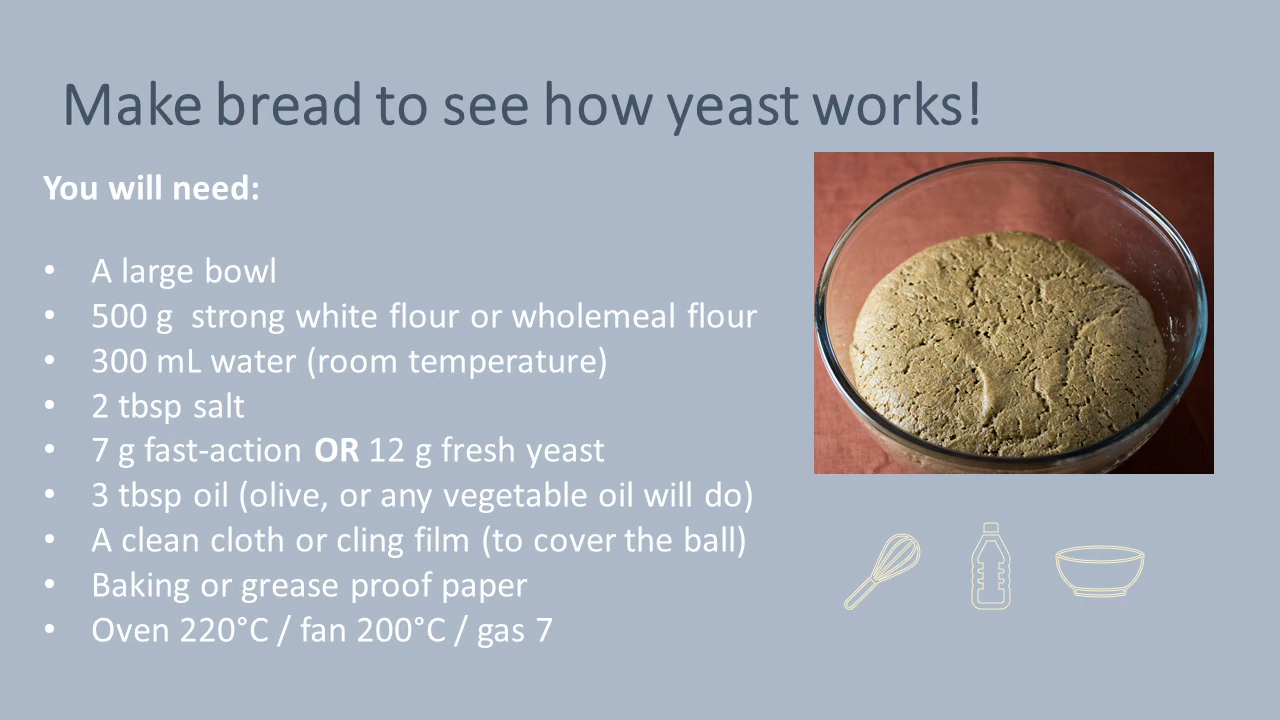 Make bread to see how yeast works!
You will need:
• A large bowl
• 500 g  strong white flour or wholemeal flour
• 300 mL water (room temperature)
• 2 tbsp salt
• 7 g fast-action OR 12 g fresh yeast
• 3 tbsp oil (olive, or any vegetable oil will do)
• A clean cloth or cling film (to cover the ball)
• Baking or grease proof paper
• Oven 220°C / fan 200°C / gas 7